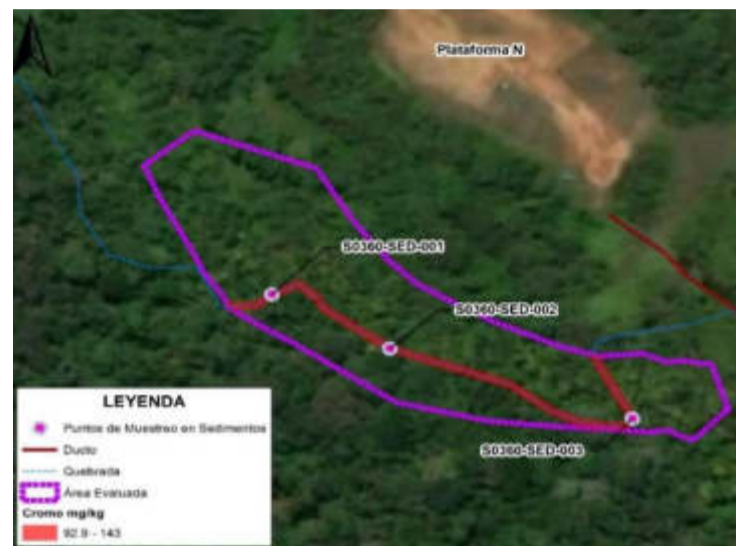 Plataforma N
S0360-SED-001
S0360-SED-002
S0360-SED-003
LEYENDA
Puntos de Muestreo en Sedimentos
Ducto
Quebrada
Área Evaluada
Cromo mg/kg
92.9 - 143